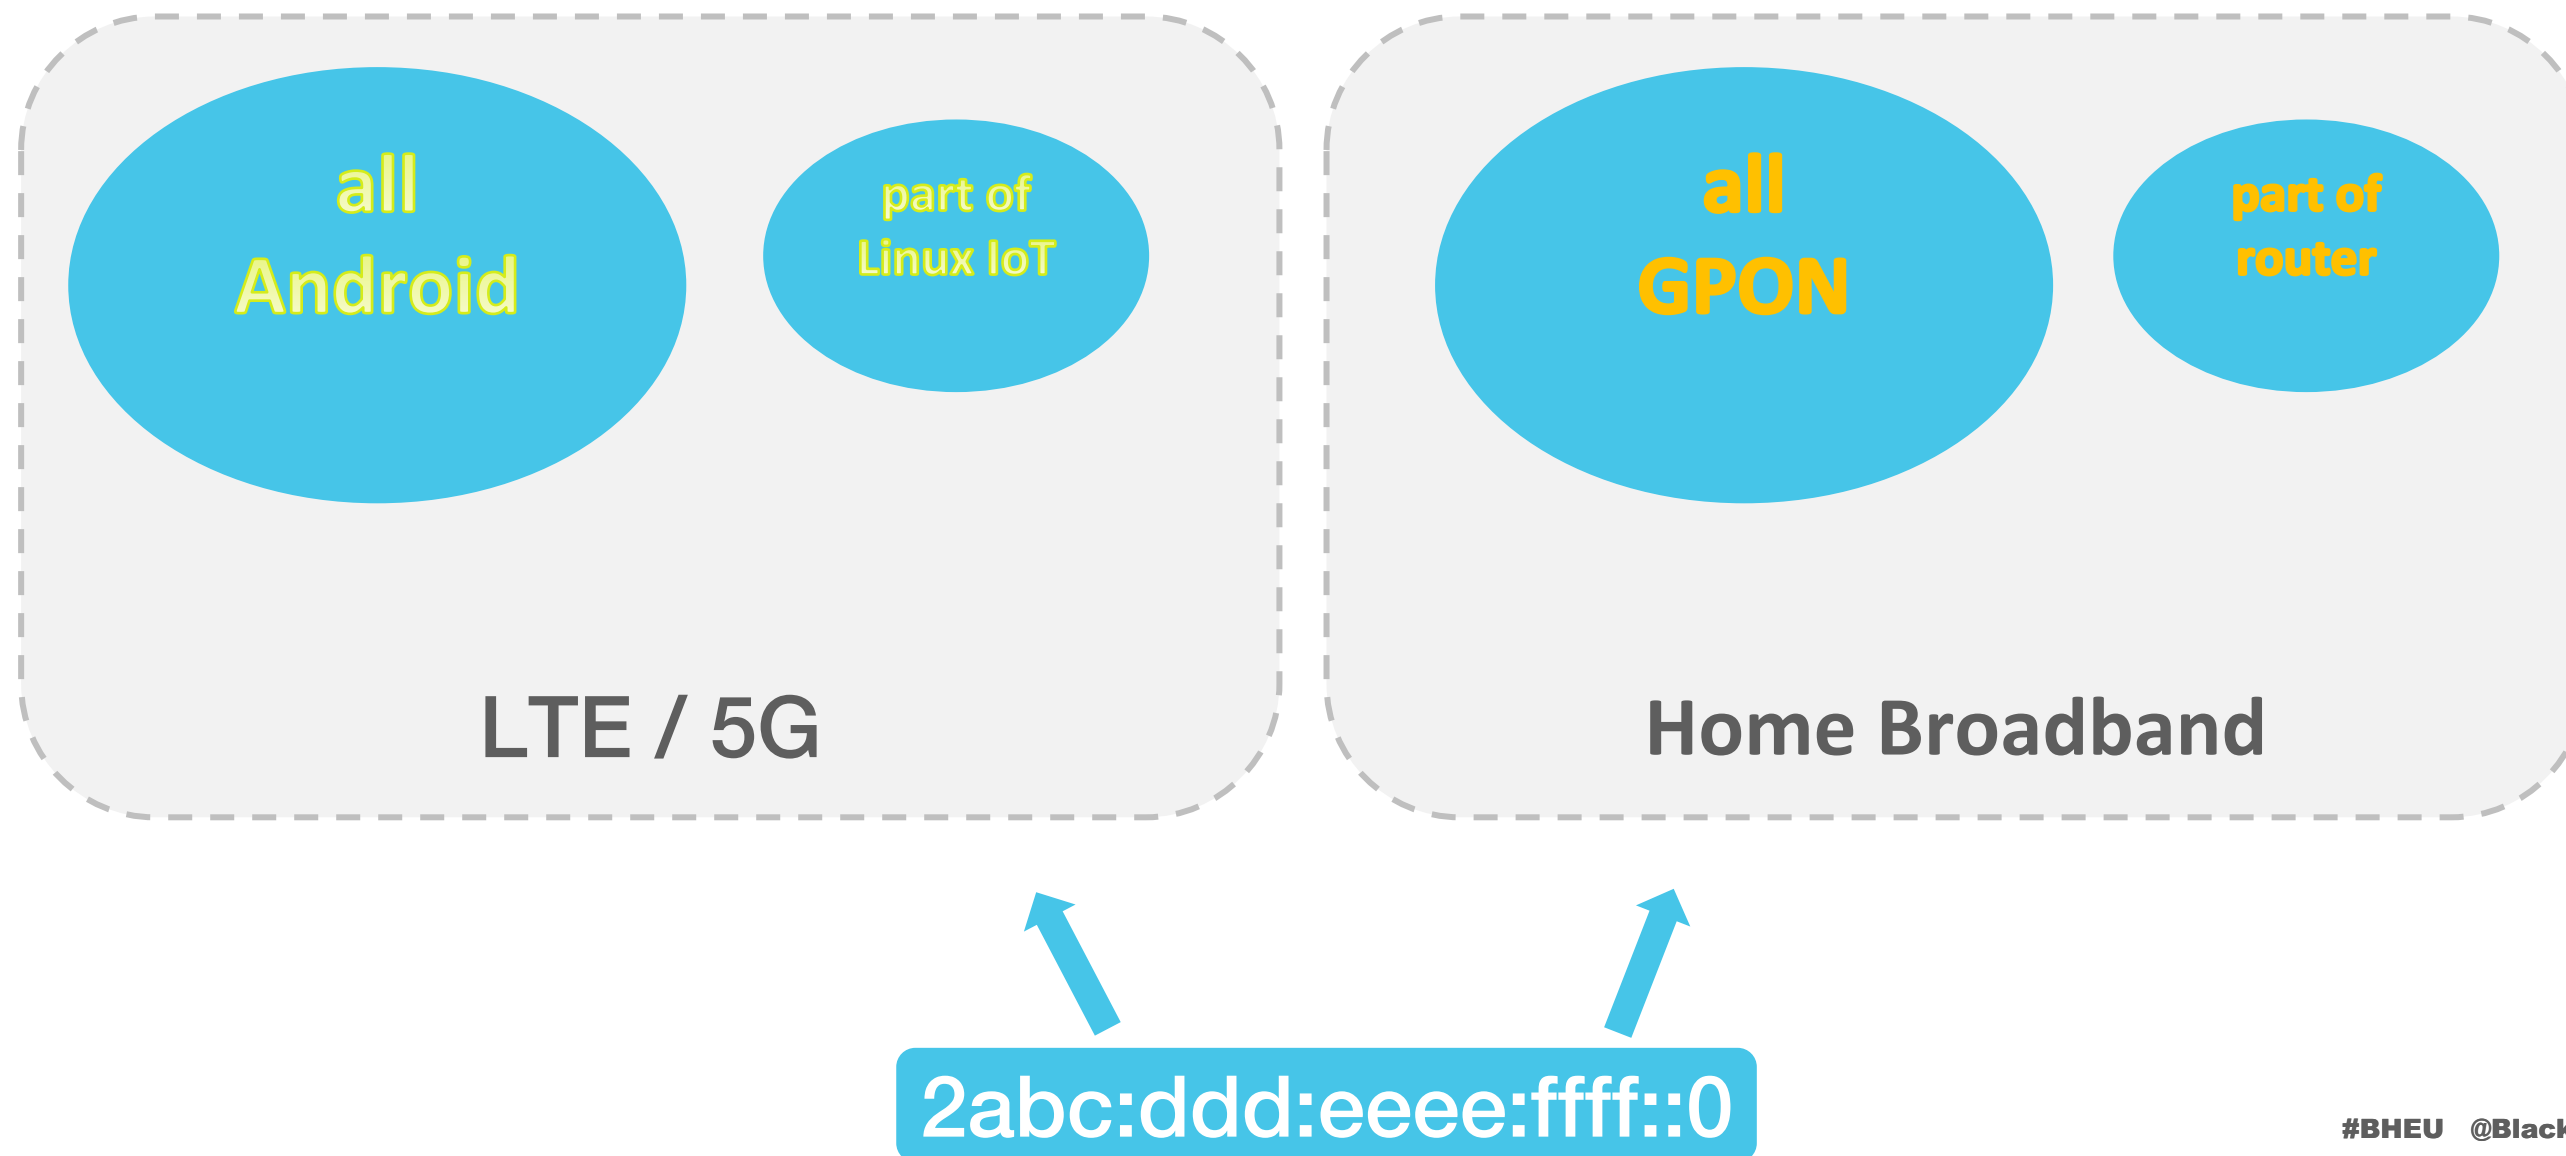 all
Android
part of
Linux IoT
all
GPON
part of
router
LTE / 5G
Home Broadband
2abc:ddd:eeee:ffff::0
#BHEU @Black